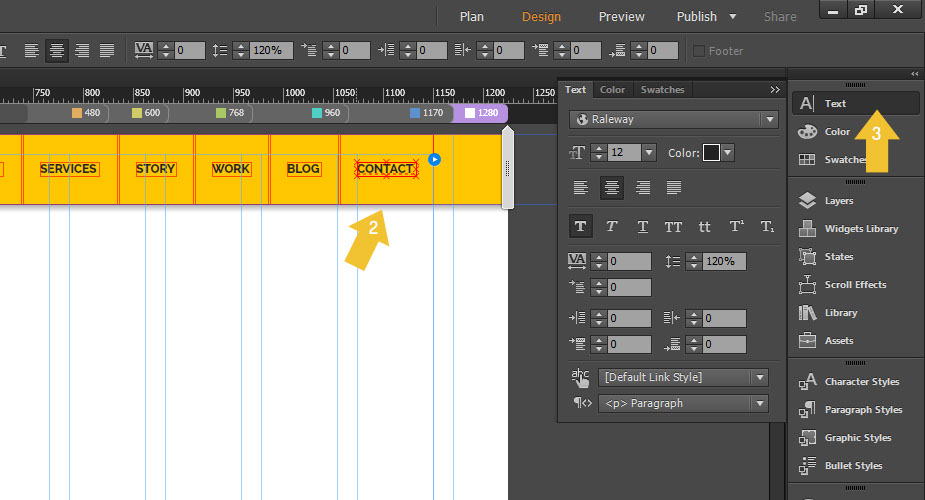 Plan Design Preview Publish Share
T VA 0 120% 0 0 0 0 0 Footer
750 800 850 900 950 1000 1050 1100 1150 1200 1250
480 600 768 960 1170 1280
SERVICES STORY WORK BLOG CONTACT
2
Text Color Swatches
Raleway
TT 12 Color:
T T T TT tt T¹ T₁
VA 0 120%
0
0 0
0 0
abc [Default Link Style]
¶<> <p> Paragraph
A Text
3
Color
Swatches
Layers
Widgets Library
States
Scroll Effects
Library
Assets
Character Styles
Paragraph Styles
Graphic Styles
Bullet Styles